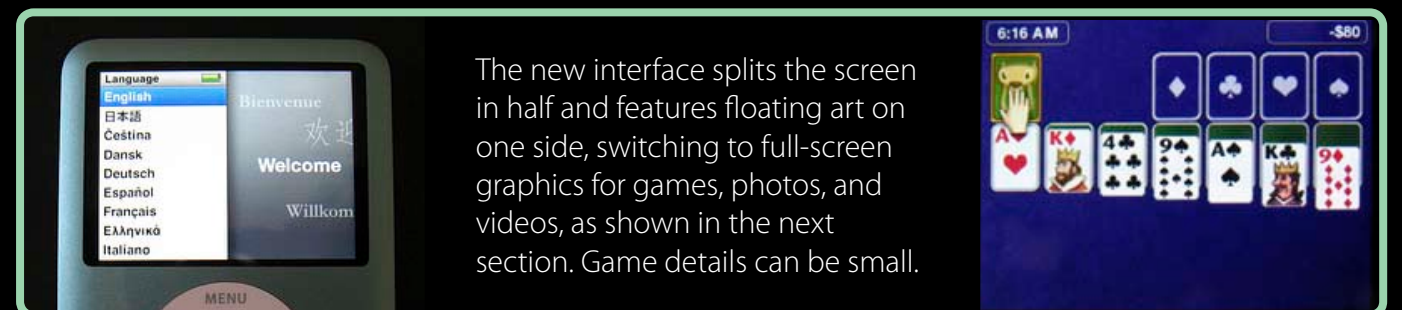 Language
English
日本語
Čeština
Dansk
Deutsch
Español
Français
Ελληνικά
Italiano
Bienvenue
欢迎
Welcome
Willkom
MENU
The new interface splits the screen
in half and features floating art on
one side, switching to full-screen
graphics for games, photos, and
videos, as shown in the next
section. Game details can be small.
6:16 AM
-$80
A K 4 9 A K 9